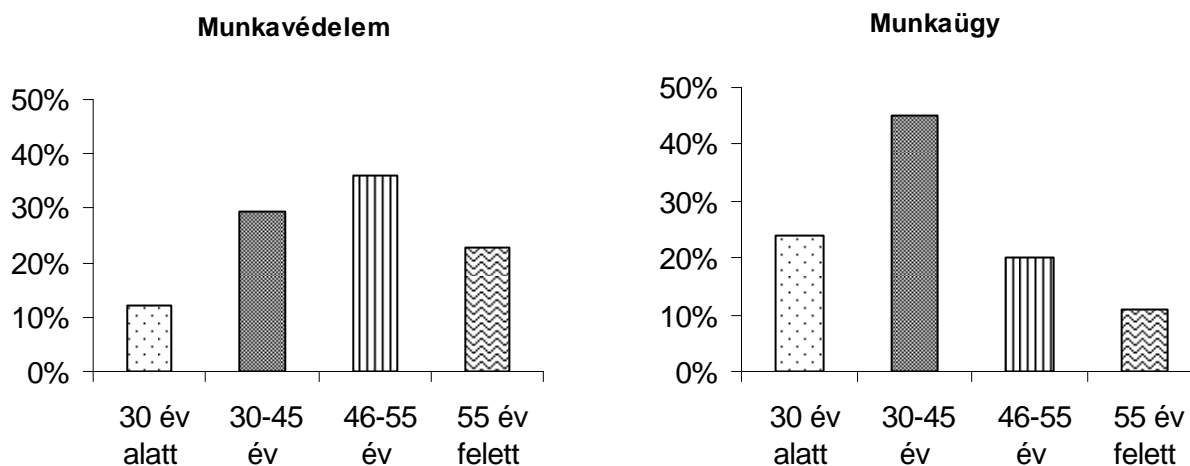 Munkavédelem
50%
40%
30%
20%
10%
0%
30 év
alatt
30-45
év
46-55
év
55 év
felett
Munkaügy
50%
40%
30%
20%
10%
0%
30 év
alatt
30-45
év
46-55
év
55 év
felett